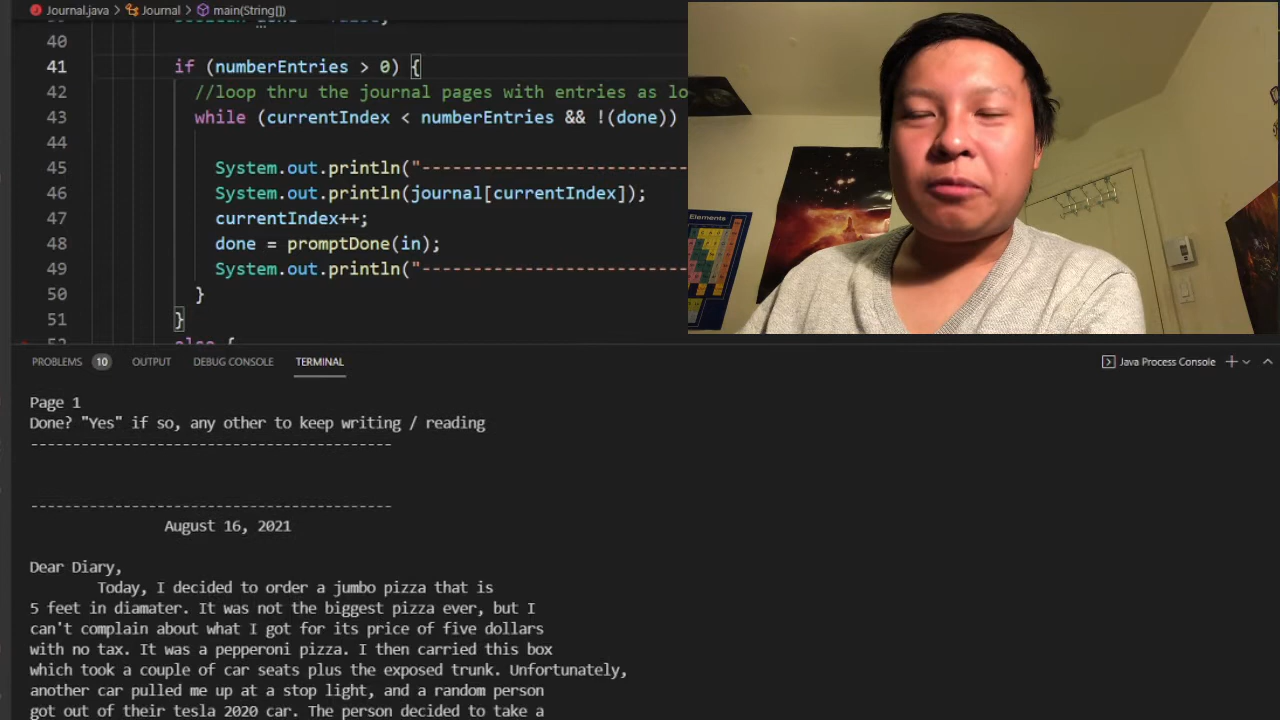 Journal.java > Journal > main(String[])
40
41 if (numberEntries > 0) {
42 //loop thru the journal pages with entries as lo
43 while (currentIndex < numberEntries && !(done))
44
45 System.out.println("-------------------------------
46 System.out.println(journal[currentIndex]);
47 currentIndex++;
48 done = promptDone(in);
49 System.out.println("-------------------------------
50 }
51 }
52 else {
Elements
PROBLEMS 10 OUTPUT DEBUG CONSOLE TERMINAL
Java Process Console
Page 1
Done? "Yes" if so, any other to keep writing / reading
-------------------------------------------
-------------------------------------------
August 16, 2021
Dear Diary,
Today, I decided to order a jumbo pizza that is
5 feet in diamater. It was not the biggest pizza ever, but I
can't complain about what I got for its price of five dollars
with no tax. It was a pepperoni pizza. I then carried this box
which took a couple of car seats plus the exposed trunk. Unfortunately,
another car pulled me up at a stop light, and a random person
got out of their tesla 2020 car. The person decided to take a